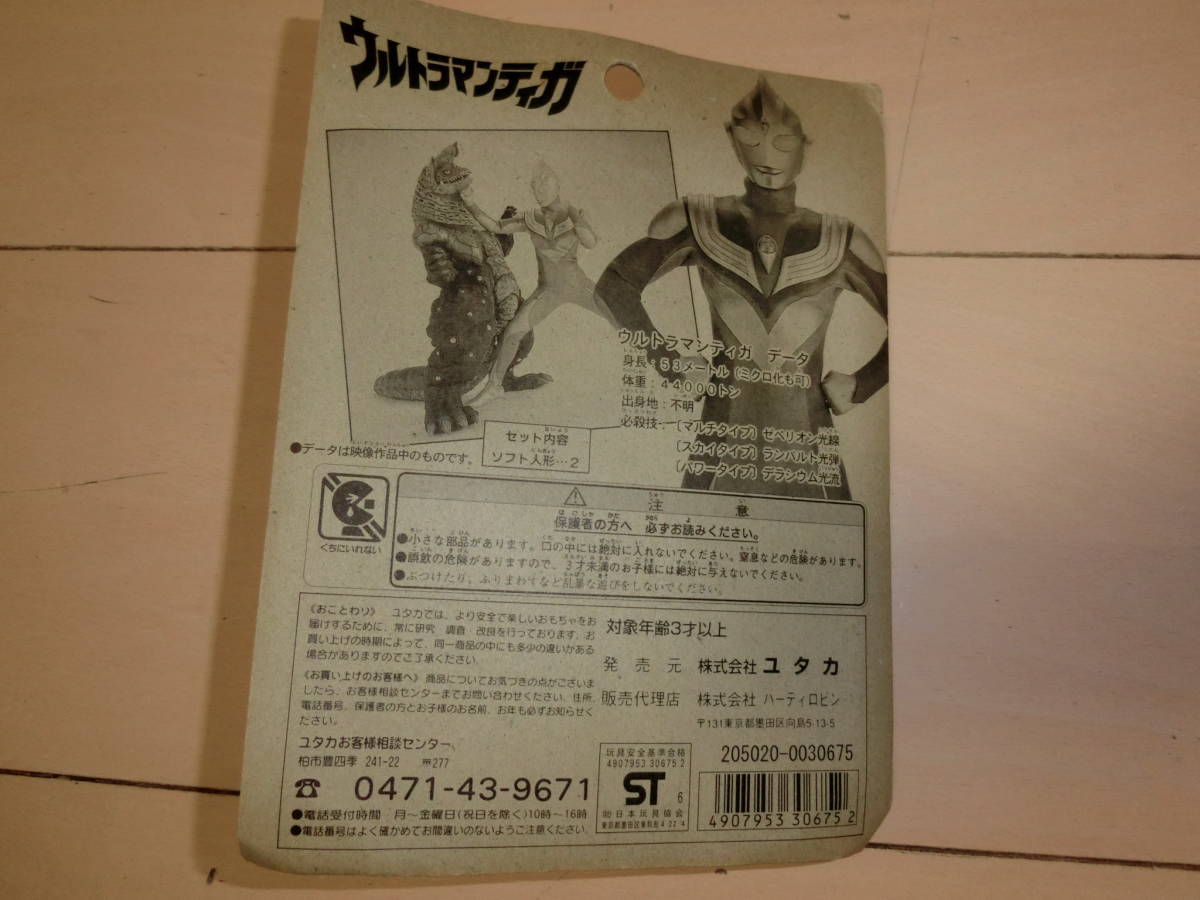 ウルトラマンティガ
ウルトラマンティガ データ
身長：53メートル(ミクロ化も可)
体重：44000トン
出身地：不明
必殺技：〔マルチタイプ〕ゼペリオン光線
〔スカイタイプ〕ランバルト光弾
〔パワータイプ〕デラシウム光流
セット内容
ソフト人形…2
●データは映像作品中のものです。
くちにいれない
⚠ 注意
保護者の方へ 必ずお読みください。
●小さな部品があります。口の中には絶対に入れないでください。窒息などの危険があります。
●誤飲の危険がありますので、3才未満のお子様には絶対に与えないでください。
●ぶつけたり、ふりまわすなど乱暴な遊びをしないでください。
《おことわり》 ユタカでは、より安全で楽しいおもちゃをお
届けするために、常に研究・調査・改良を行っております。お
買い上げの時期によって、同一商品の中にも多少の違いがある
場合がありますのでご了承ください。
《お買い上げのお客様へ》商品についてお気づきの点がございま
したら、お客様相談センターまでお問い合わせください。住所、
電話番号、保護者の方とお子様のお名前、お年も必ずお知らせく
ださい。
ユタカお客様相談センター、
柏市豊四季 241-22 〒277
☎ 0471-43-9671
●電話受付時間 月～金曜日(祝日を除く)10時～16時
●電話番号はよく確かめてお間違いのないようご注意ください。
対象年齢3才以上
発売元 株式会社 ユタカ
販売代理店 株式会社 ハーティロビン
〒131東京都墨田区向島5-13-5
玩具安全基準合格
4907953 30675 2
ST 6
㈶日本玩具協会
東京都墨田区東駒形4-22-4
205020-0030675
4907953 306752